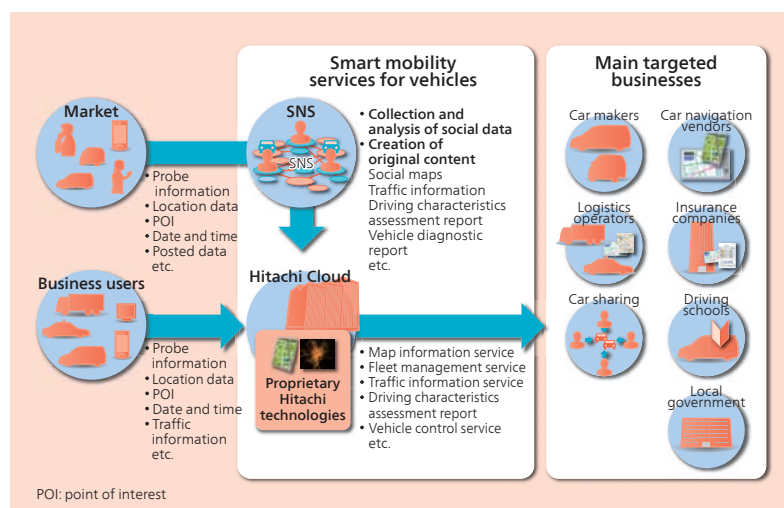 Smart mobility
services for vehicles
Main targeted
businesses
Market
• Probe
information
• Location data
• POI
• Date and time
• Posted data
etc.
SNS
SNS
• Collection and
analysis of social data
• Creation of
original content
Social maps
Traffic information
Driving characteristics
assessment report
Vehicle diagnostic
report
etc.
Business users
• Probe
information
• Location data
• POI
• Date and time
• Traffic
information
etc.
Hitachi Cloud
Proprietary
Hitachi
technologies
• Map information service
• Fleet management service
• Traffic information service
• Driving characteristics
assessment report
• Vehicle control service
etc.
Car makers
Car navigation
vendors
Logistics
operators
Insurance
companies
Car sharing
Driving
schools
Local
government
POI: point of interest